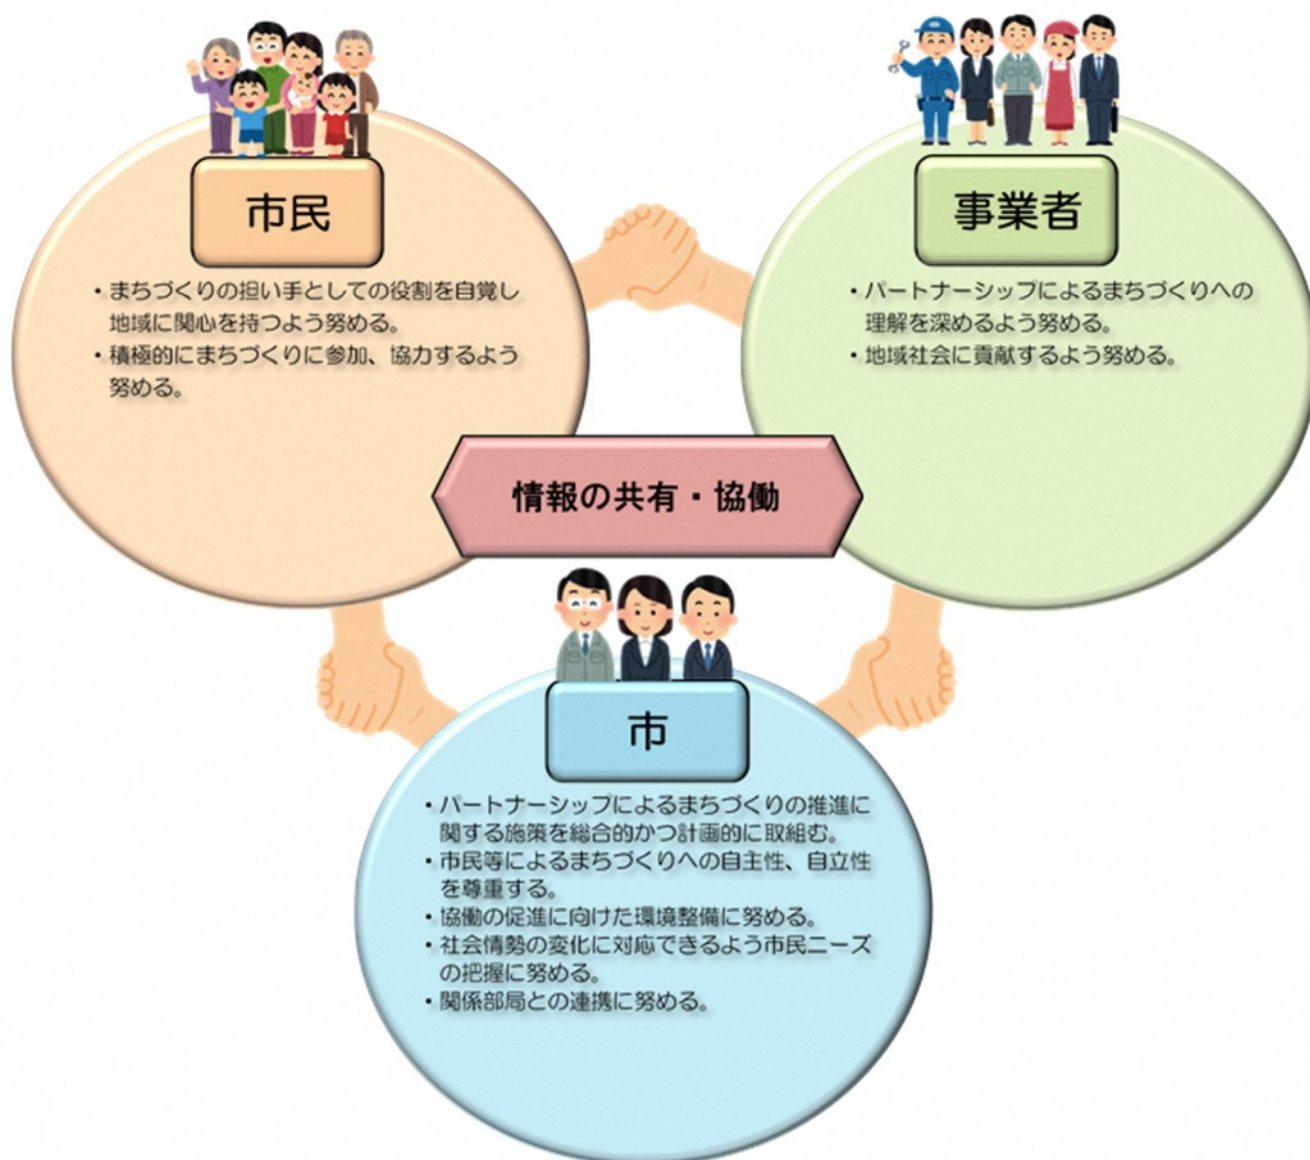 市民
・まちづくりの担い手としての役割を自覚し
地域に関心を持つよう努める。
・積極的にまちづくりに参加、協力するよう
努める。
事業者
・パートナーシップによるまちづくりへの
理解を深めるよう努める。
・地域社会に貢献するよう努める。
情報の共有・協働
市
・パートナーシップによるまちづくりの推進に
関する施策を総合的かつ計画的に取組む。
・市民等によるまちづくりへの自主性、自立性
を尊重する。
・協働の促進に向けた環境整備に努める。
・社会情勢の変化に対応できるよう市民ニーズ
の把握に努める。
・関係部局との連携に努める。